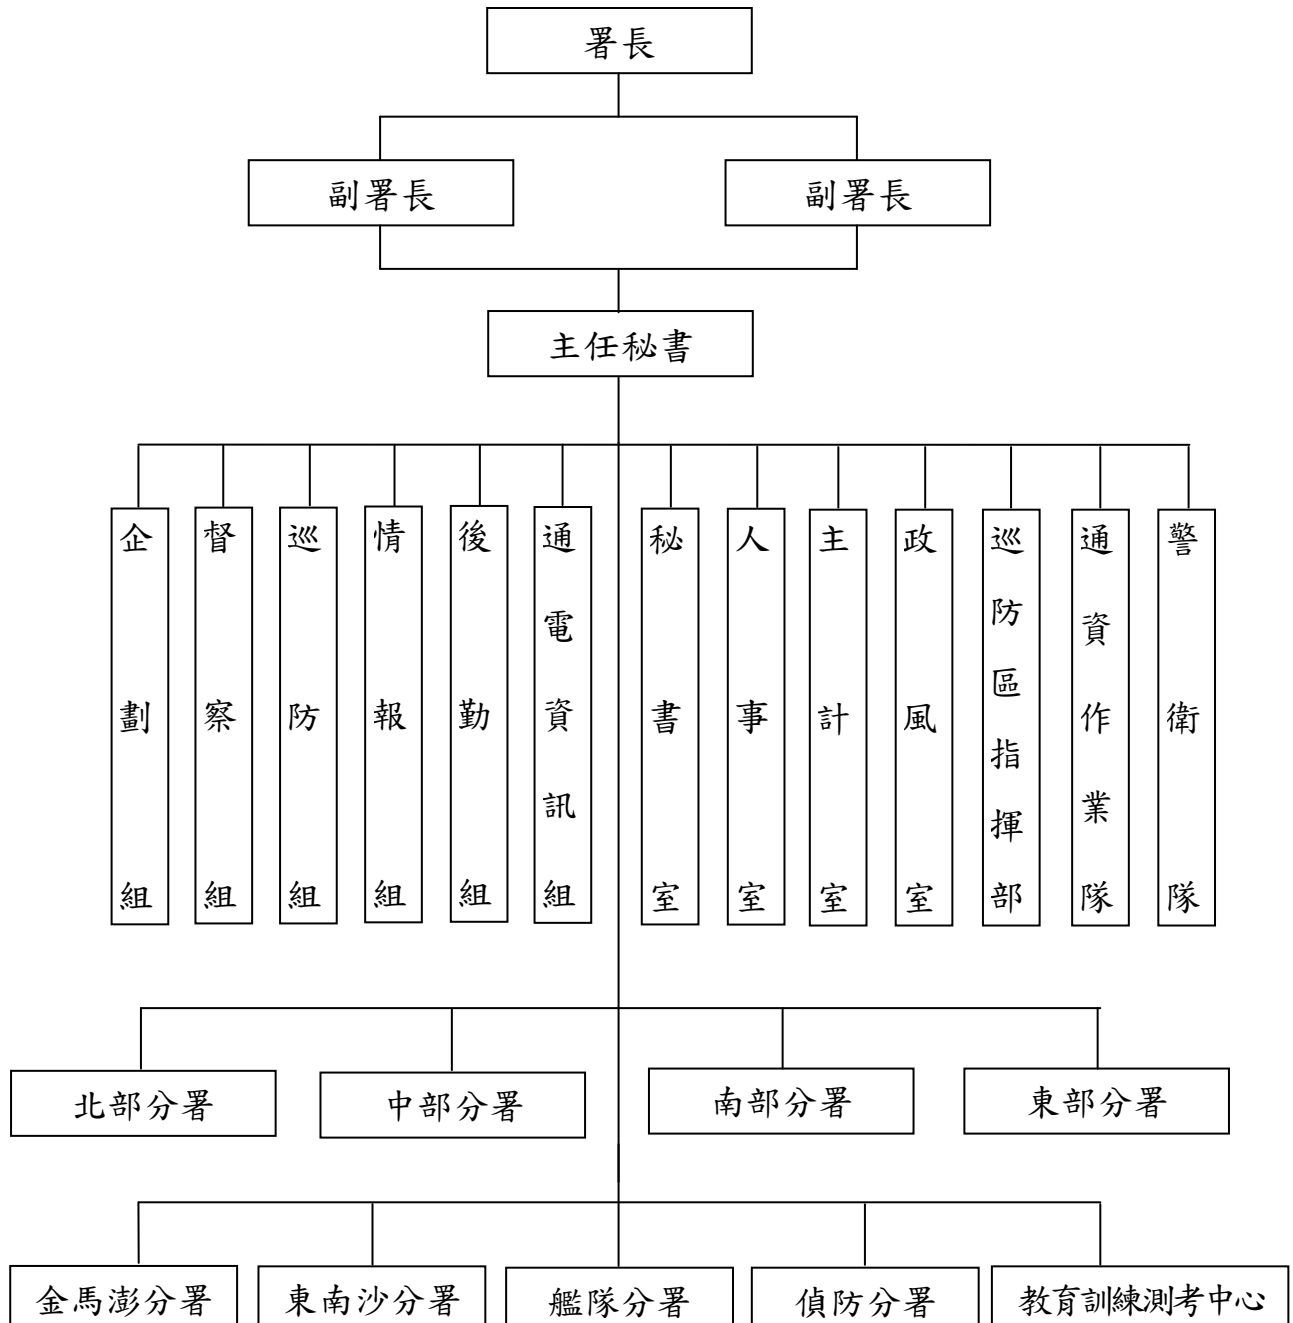 署長
副署長
副署長
主任秘書
企劃組
督察組
巡防組
情報組
後勤組
通電資訊組
秘書室
人事室
主計室
政風室
巡防區指揮部
通資作業隊
警衛隊
北部分署
中部分署
南部分署
東部分署
金馬澎分署
東南沙分署
艦隊分署
偵防分署
教育訓練測考中心